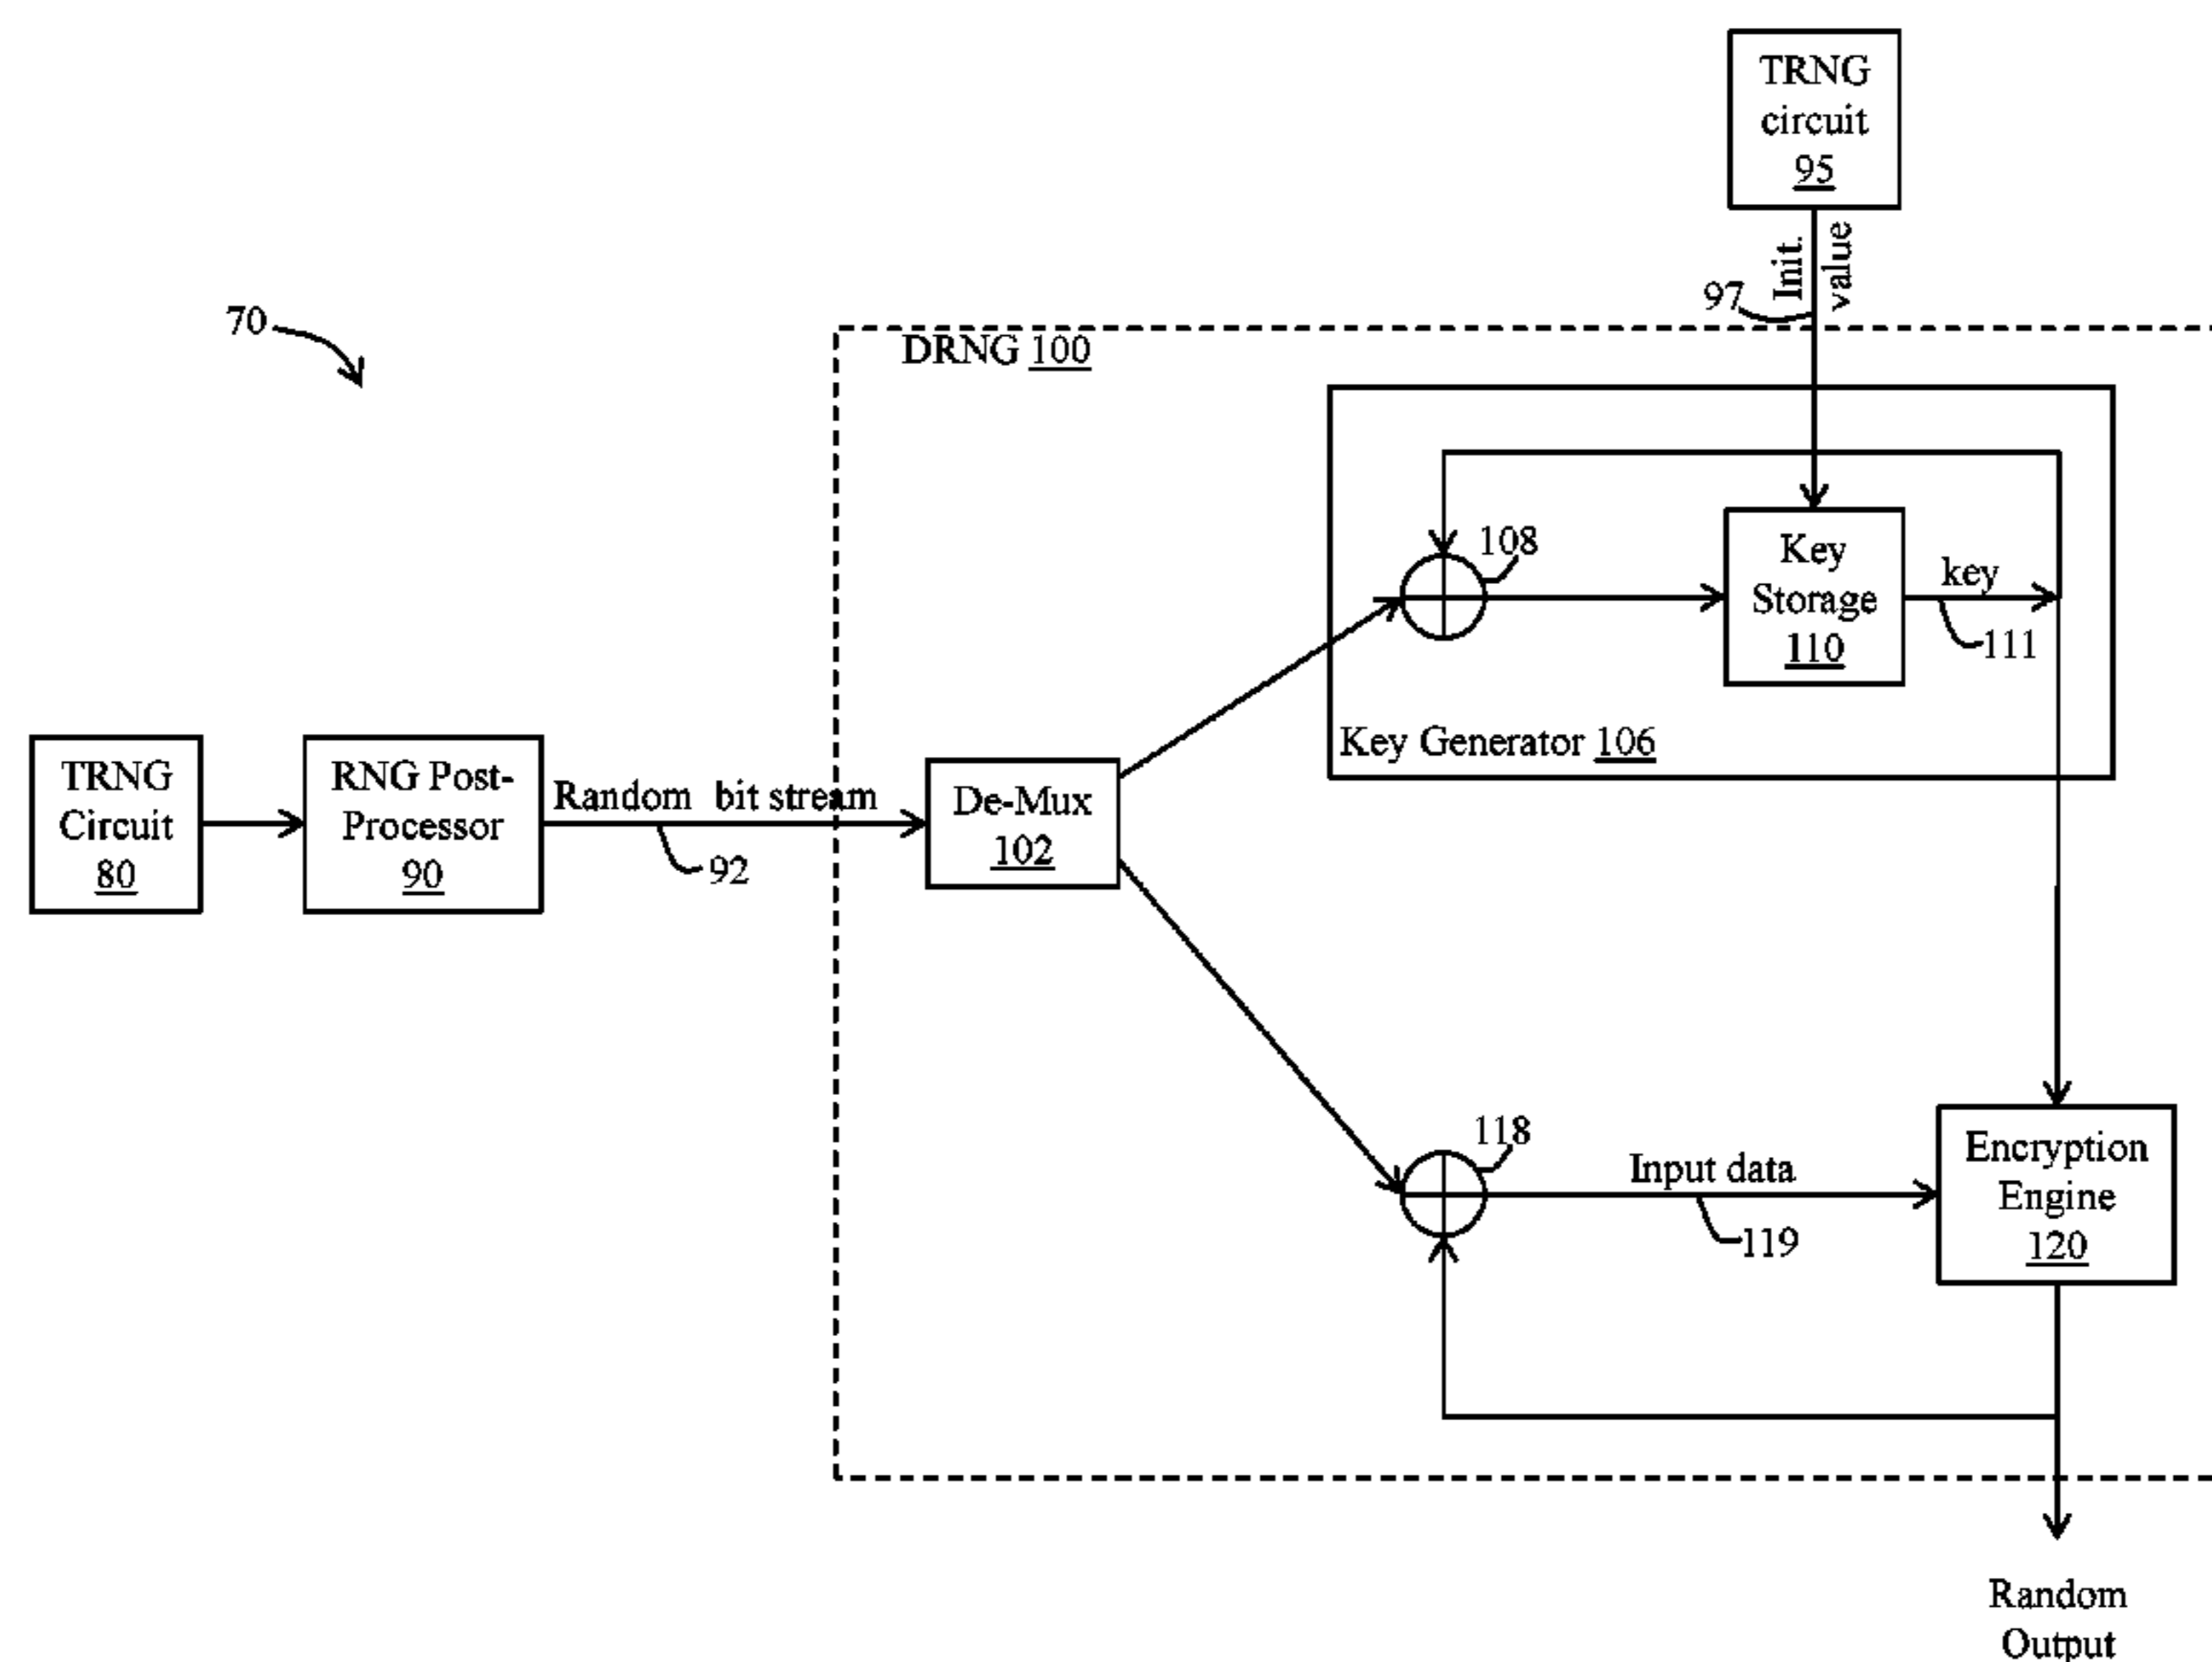 TRNG
circuit
95
Init.
value
97
70
DRNG 100
108
Key
Storage
110
key
111
Key Generator 106
TRNG
Circuit
80
RNG Post-
Processor
90
Random bit stream
92
De-Mux
102
118
Input data
119
Encryption
Engine
120
Random
Output